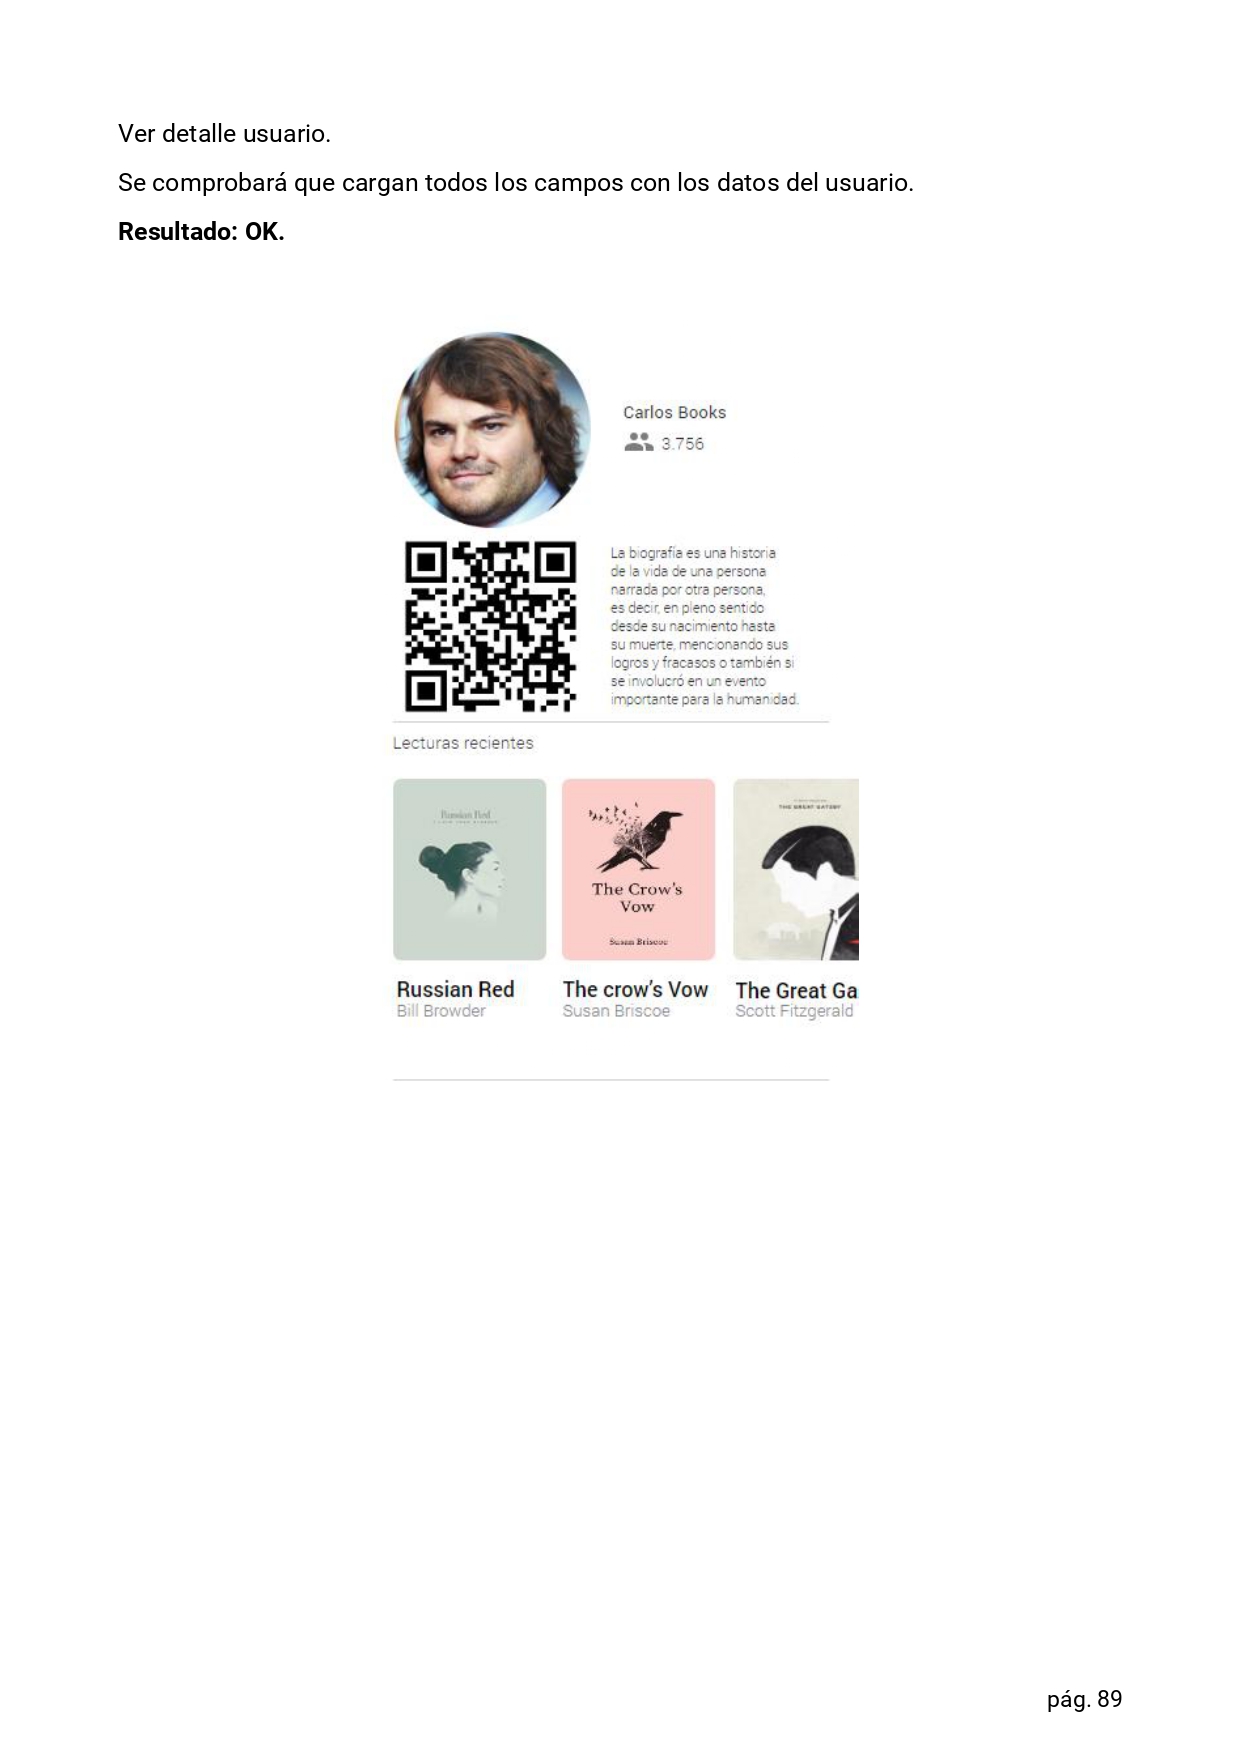 Ver detalle usuario.
Se comprobará que cargan todos los campos con los datos del usuario.
Resultado: OK.
Carlos Books
3.756
La biografía es una historia
de la vida de una persona
narrada por otra persona,
es decir, en pleno sentido
desde su nacimiento hasta
su muerte, mencionando sus
logros y fracasos o también si
se involucró en un evento
importante para la humanidad.
Lecturas recientes
Russian Red
The Crow's
Vow
Susan Briscoe
THE GREAT GATSBY
Russian Red
Bill Browder
The crow's Vow
Susan Briscoe
The Great Ga
Scott Fitzgerald
pág. 89